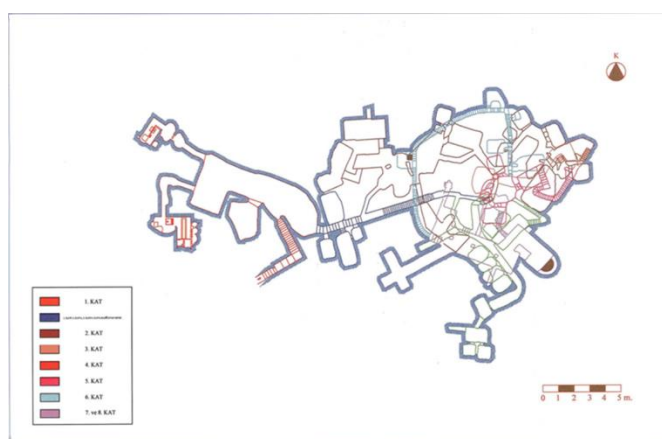 K
1. KAT
2. KAT
3. KAT
4. KAT
5. KAT
6. KAT
7. ve 8. KAT
0 1 2 3 4 5 m.